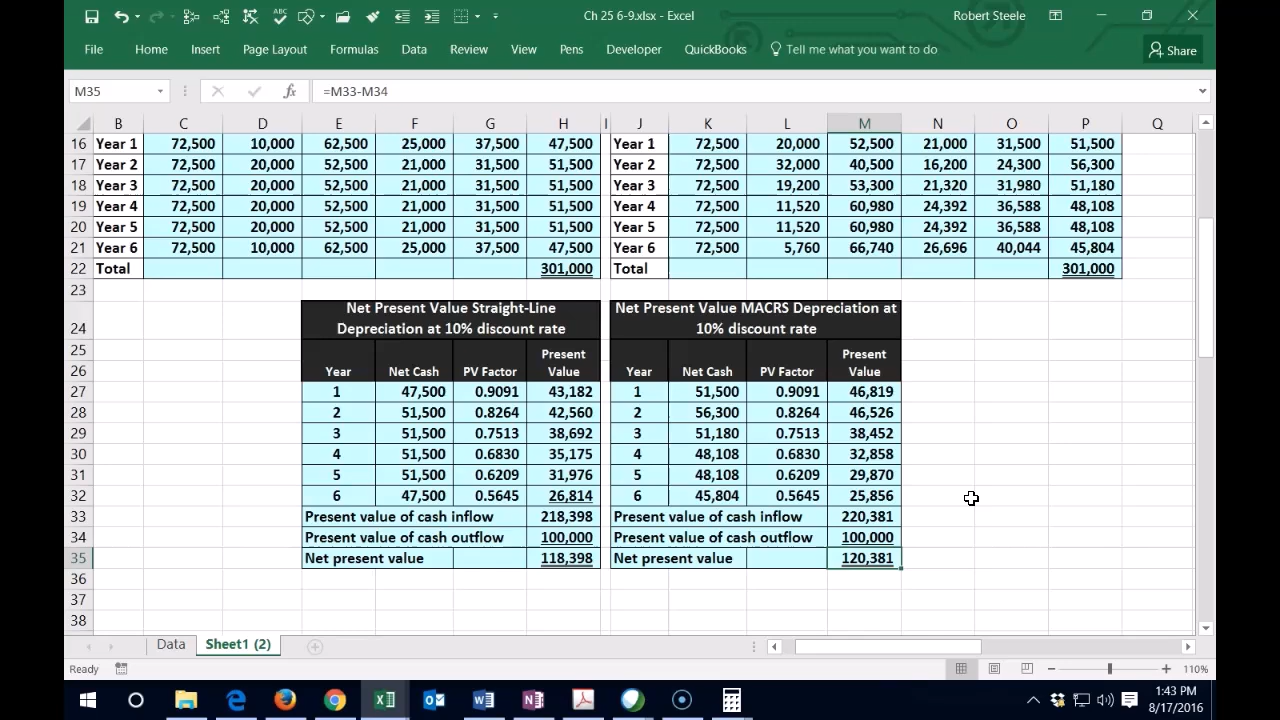 Ch 25 6-9.xlsx - Excel
Robert Steele
File Home Insert Page Layout Formulas Data Review View Pens Developer QuickBooks Tell me what you want to do Share
M35 fx =M33-M34
B C D E F G H I J K L M N O P Q
16 Year 1 72,500 10,000 62,500 25,000 37,500 47,500 Year 1 72,500 20,000 52,500 21,000 31,500 51,500
17 Year 2 72,500 20,000 52,500 21,000 31,500 51,500 Year 2 72,500 32,000 40,500 16,200 24,300 56,300
18 Year 3 72,500 20,000 52,500 21,000 31,500 51,500 Year 3 72,500 19,200 53,300 21,320 31,980 51,180
19 Year 4 72,500 20,000 52,500 21,000 31,500 51,500 Year 4 72,500 11,520 60,980 24,392 36,588 48,108
20 Year 5 72,500 20,000 52,500 21,000 31,500 51,500 Year 5 72,500 11,520 60,980 24,392 36,588 48,108
21 Year 6 72,500 10,000 62,500 25,000 37,500 47,500 Year 6 72,500 5,760 66,740 26,696 40,044 45,804
22 Total 301,000 Total 301,000
23
Net Present Value Straight-Line Net Present Value MACRS Depreciation at
24 Depreciation at 10% discount rate 10% discount rate
25 Present Present
26 Year Net Cash PV Factor Value Year Net Cash PV Factor Value
27 1 47,500 0.9091 43,182 1 51,500 0.9091 46,819
28 2 51,500 0.8264 42,560 2 56,300 0.8264 46,526
29 3 51,500 0.7513 38,692 3 51,180 0.7513 38,452
30 4 51,500 0.6830 35,175 4 48,108 0.6830 32,858
31 5 51,500 0.6209 31,976 5 48,108 0.6209 29,870
32 6 47,500 0.5645 26,814 6 45,804 0.5645 25,856
33 Present value of cash inflow 218,398 Present value of cash inflow 220,381
34 Present value of cash outflow 100,000 Present value of cash outflow 100,000
35 Net present value 118,398 Net present value 120,381
36
37
38
Data Sheet1 (2)
Ready 110%
1:43 PM
8/17/2016